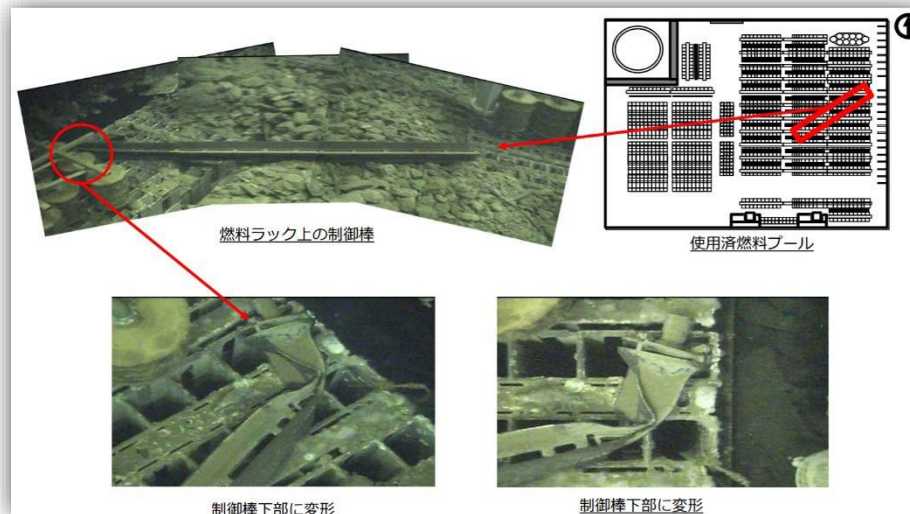 燃料ラック上の制御棒
使用済燃料プール
制御棒下部に変形
制御棒下部に変形